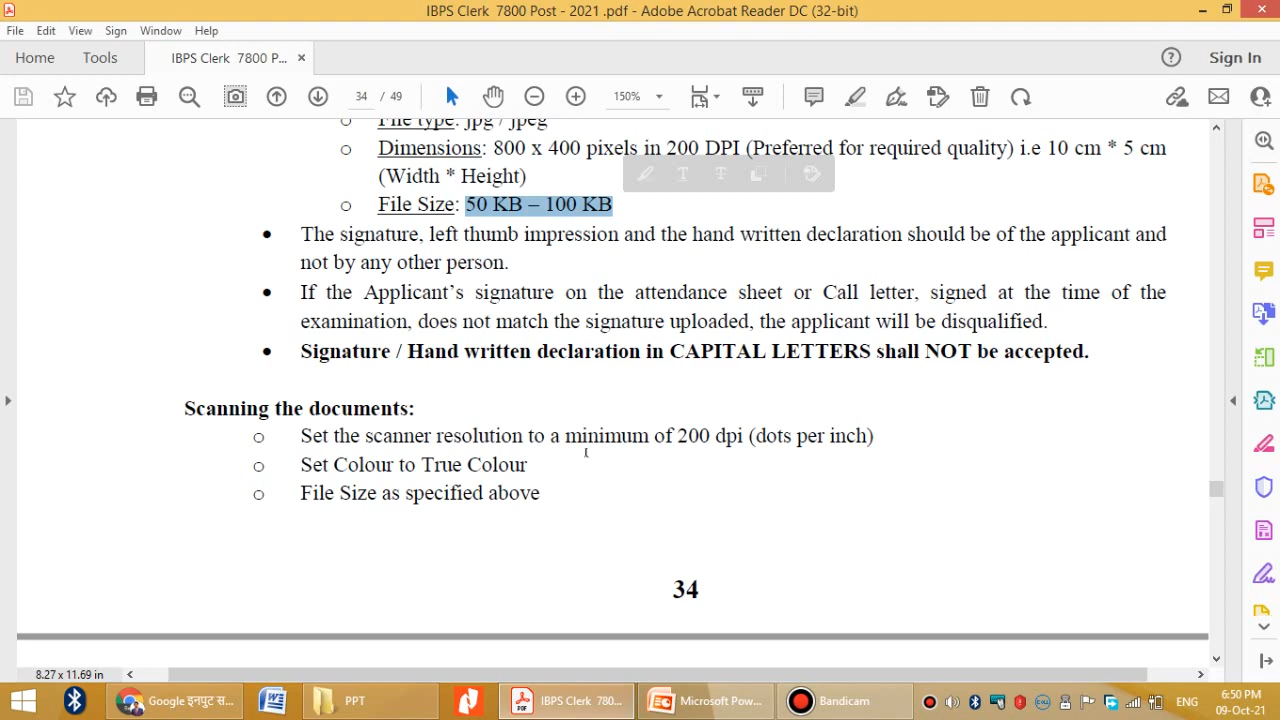 IBPS Clerk 7800 Post - 2021 .pdf - Adobe Acrobat Reader DC (32-bit)
File Edit View Sign Window Help
Home Tools IBPS Clerk 7800 P... × Sign In
34 / 49 150%
File type: jpg / jpeg
Dimensions: 800 x 400 pixels in 200 DPI (Preferred for required quality) i.e 10 cm * 5 cm
(Width * Height)
File Size: 50 KB – 100 KB
The signature, left thumb impression and the hand written declaration should be of the applicant and
not by any other person.
If the Applicant’s signature on the attendance sheet or Call letter, signed at the time of the
examination, does not match the signature uploaded, the applicant will be disqualified.
Signature / Hand written declaration in CAPITAL LETTERS shall NOT be accepted.
Scanning the documents:
Set the scanner resolution to a minimum of 200 dpi (dots per inch)
Set Colour to True Colour
File Size as specified above
34
8.27 x 11.69 in
Google इनपुट स... PPT IBPS Clerk 780... Microsoft Pow... Bandicam ENG 6:50 PM
09-Oct-21